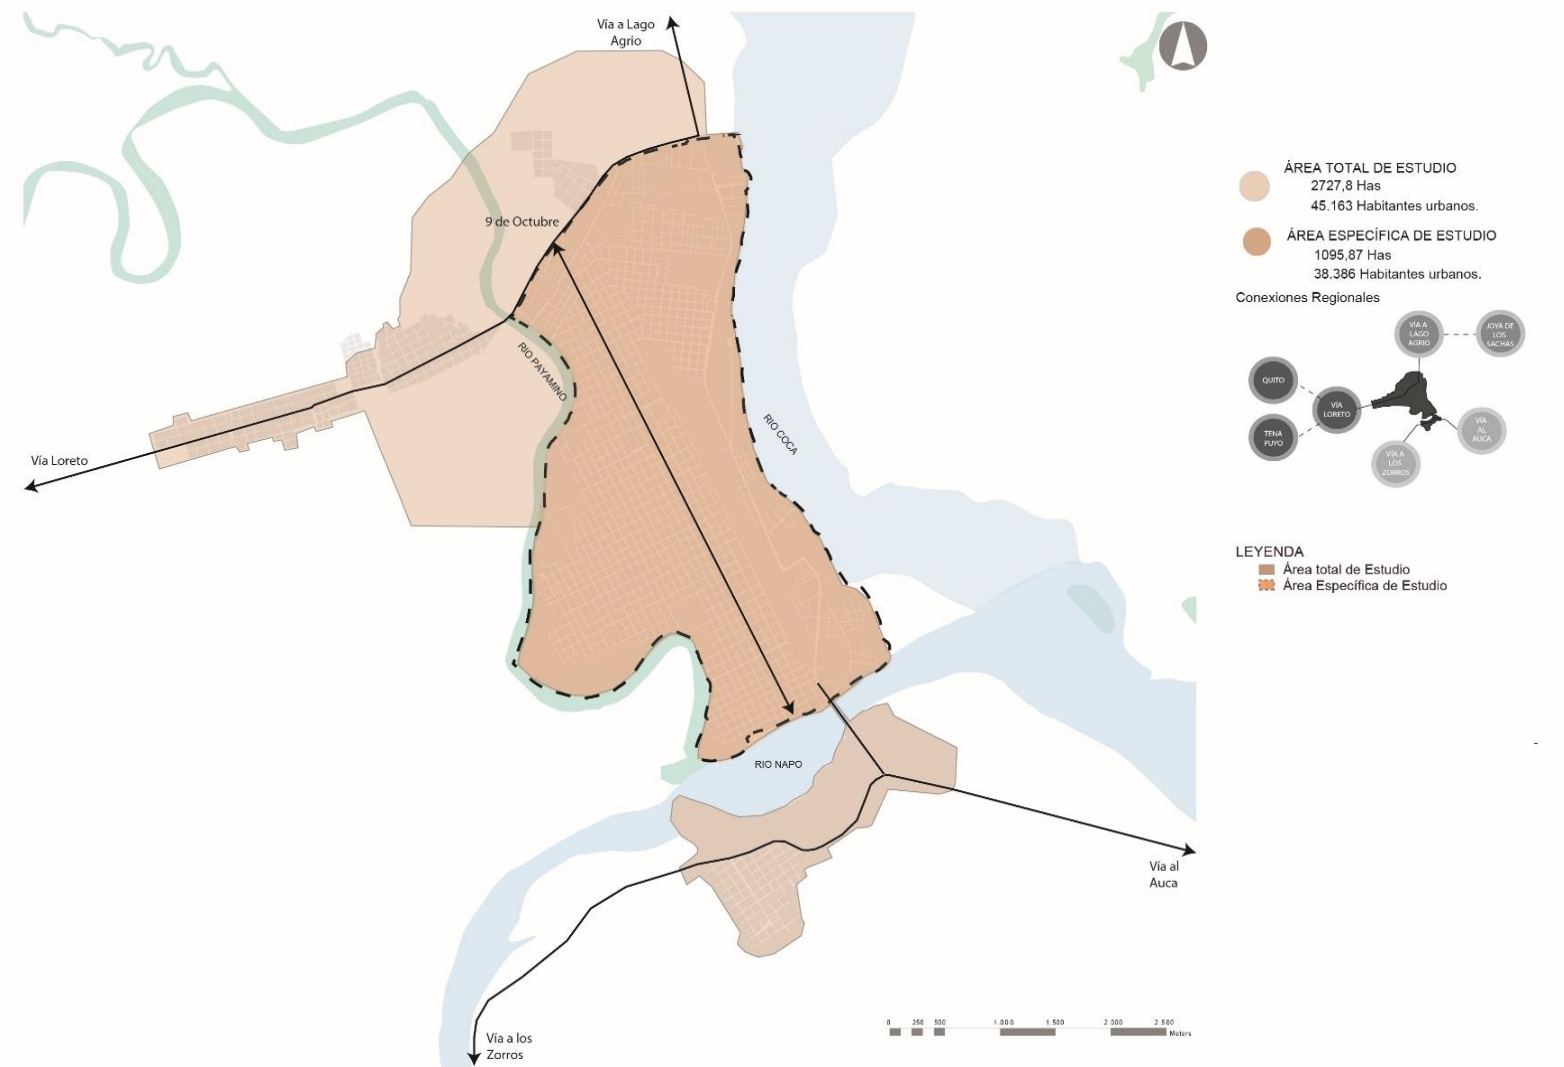 Vía a Lago
Agrio
9 de Octubre
RIO PAYAMINO
RIO COCA
Vía Loreto
RIO NAPO
Vía al
Auca
Vía a los
Zorros
ÁREA TOTAL DE ESTUDIO
2727,8 Has
45.163 Habitantes urbanos.
ÁREA ESPECÍFICA DE ESTUDIO
1095,87 Has
38.386 Habitantes urbanos.
Conexiones Regionales
VÍA A
LAGO
AGRIO
JOYA DE
LOS
SACHAS
QUITO
VÍA
LORETO
TENA
PUYO
VÍA
AL
AUCA
VÍA A
LOS
ZORROS
LEYENDA
Área total de Estudio
Área Específica de Estudio
-
0 250 500 1.000 1.500 2.000 2.500
Meters